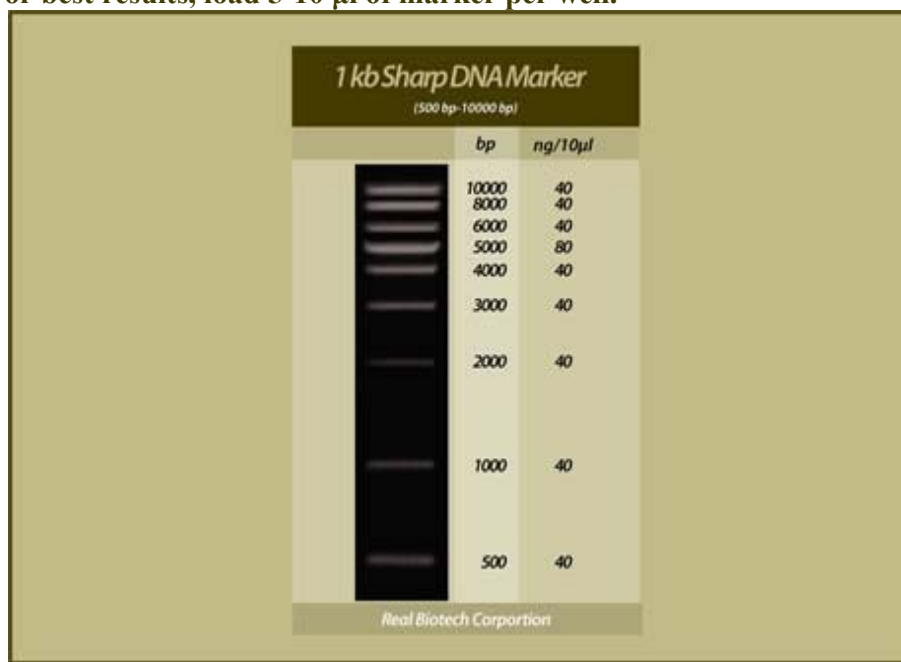 or best results, load 5-10 µl of marker per well.
1 kb Sharp DNA Marker
(500 bp-10000 bp)
bp ng/10µl
10000 40
8000 40
6000 40
5000 80
4000 40
3000 40
2000 40
1000 40
500 40
Real Biotech Corportion